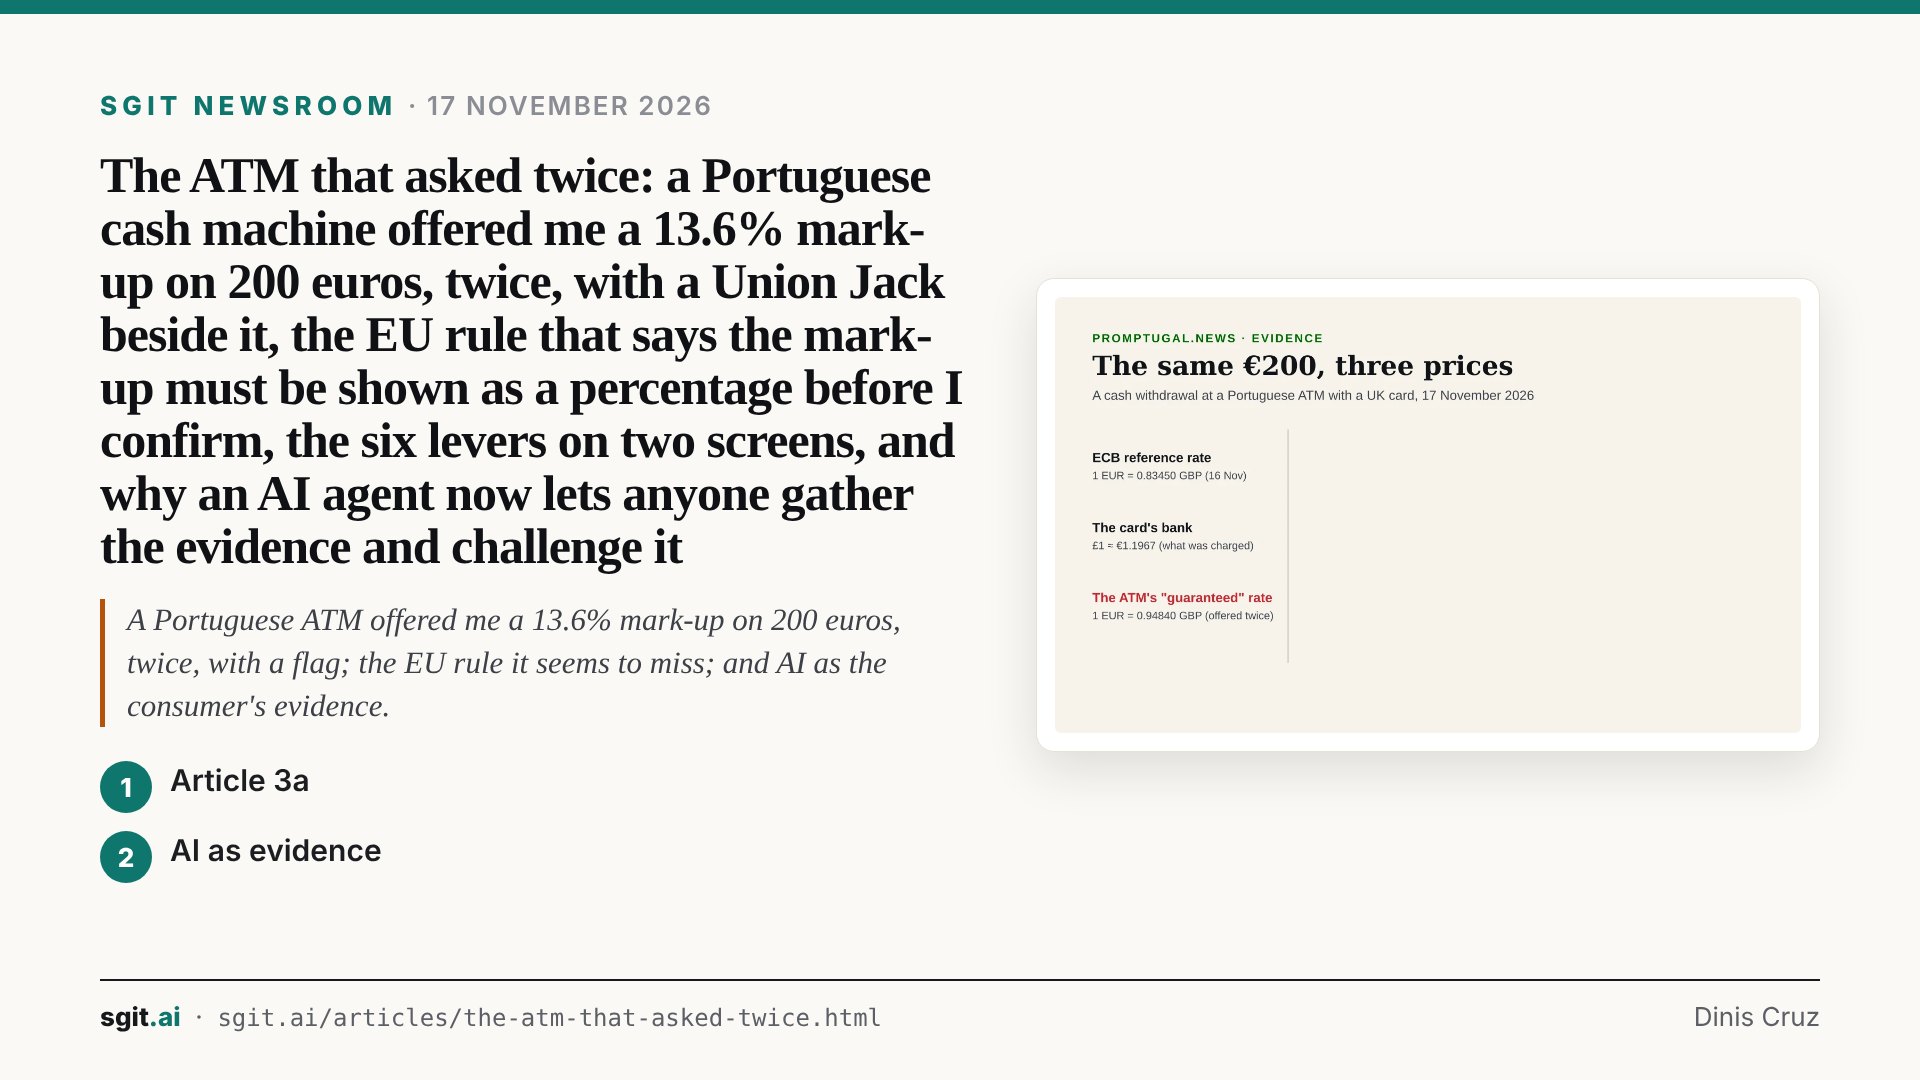 SGIT NEWSROOM · 17 NOVEMBER 2026
The ATM that asked twice: a Portuguese
cash machine offered me a 13.6% mark-
up on 200 euros, twice, with a Union Jack
beside it, the EU rule that says the mark-
up must be shown as a percentage before I
confirm, the six levers on two screens, and
why an AI agent now lets anyone gather
the evidence and challenge it
A Portuguese ATM offered me a 13.6% mark-up on 200 euros,
twice, with a flag; the EU rule it seems to miss; and AI as the
consumer's evidence.
1 Article 3a
2 AI as evidence
PROMPTUGAL.NEWS · EVIDENCE
The same €200, three prices
A cash withdrawal at a Portuguese ATM with a UK card, 17 November 2026
ECB reference rate
1 EUR = 0.83450 GBP (16 Nov)
The card's bank
£1 ≈ €1.1967 (what was charged)
The ATM's "guaranteed" rate
1 EUR = 0.94840 GBP (offered twice)
sgit.ai · sgit.ai/articles/the-atm-that-asked-twice.html
Dinis Cruz